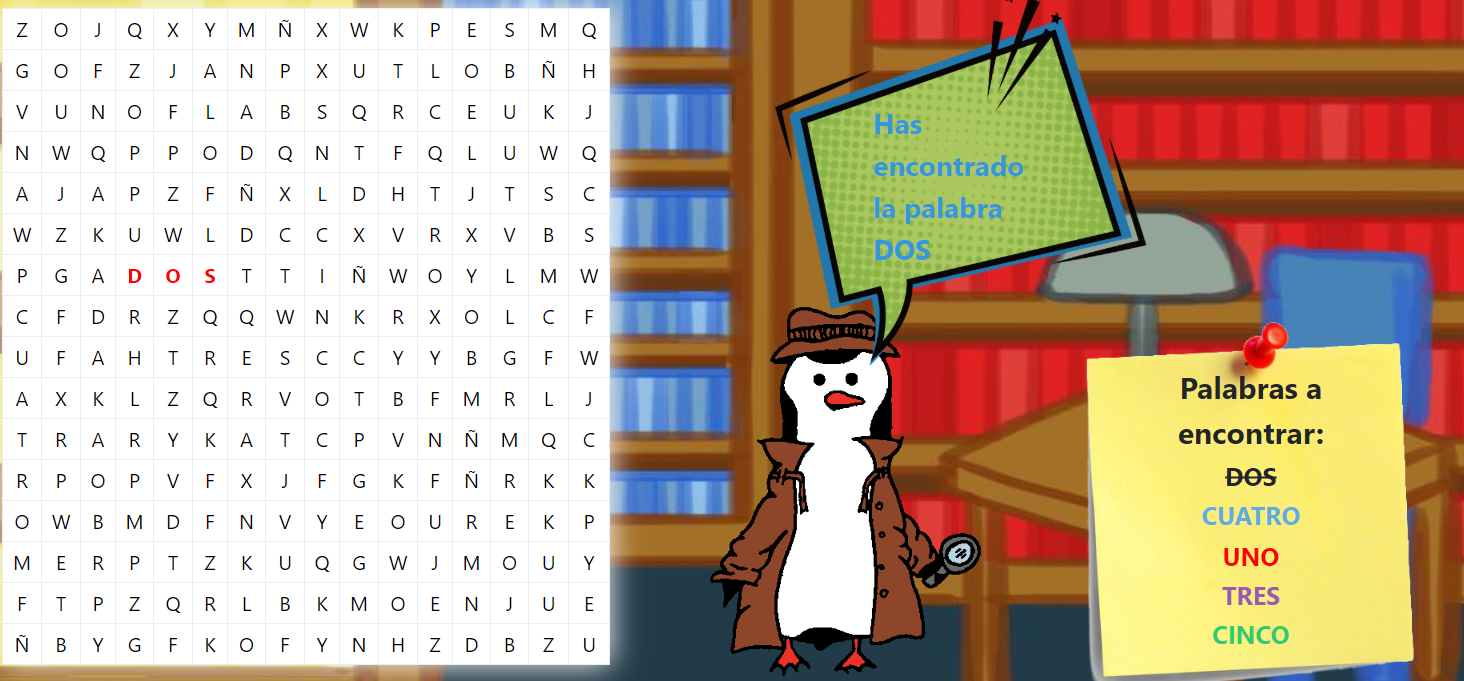 Z O J Q X Y M Ñ X W K P E S M Q
G O F Z J A N P X U T L O B Ñ H
V U N O F L A B S Q R C E U K J
N W Q P P O D Q N T F Q L U W Q
A J A P Z F Ñ X L D H T J T S C
W Z K U W L D C C X V R X V B S
P G A D O S T T I Ñ W O Y L M W
C F D R Z Q Q W N K R X O L C F
U F A H T R E S C C Y Y B G F W
A X K L Z Q R V O T B F M R L J
T R A R Y K A T C P V N Ñ M Q C
R P O P V F X J F G K F Ñ R K K
O W B M D F N V Y E O U R E K P
M E R P T Z K U Q G W J M O U Y
F T P Z Q R L B K M O E N J U E
Ñ B Y G F K O F Y N H Z D B Z U
Has
encontrado
la palabra
DOS
Palabras a
encontrar:
DOS
CUATRO
UNO
TRES
CINCO